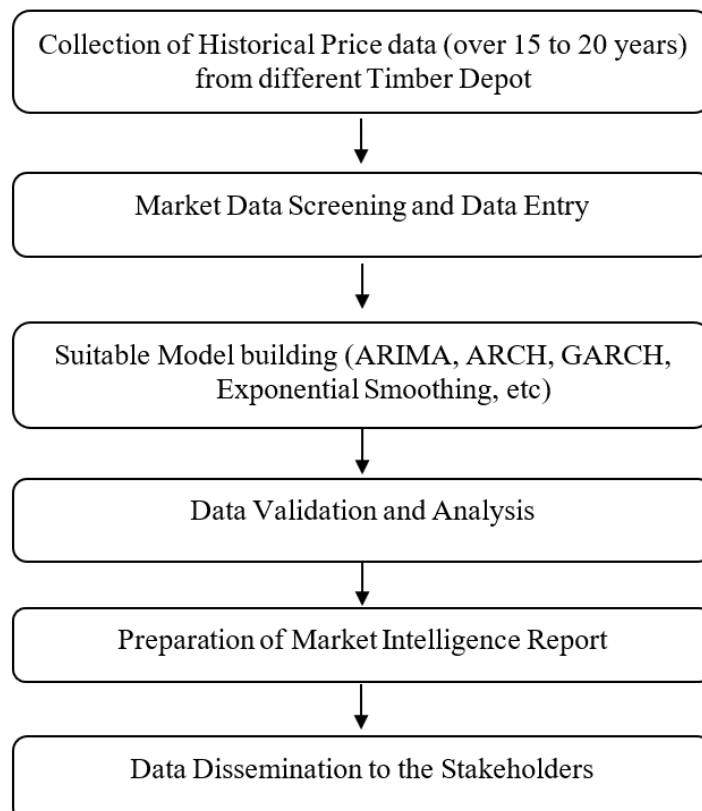 Collection of Historical Price data (over 15 to 20 years)
from different Timber Depot
Market Data Screening and Data Entry
Suitable Model building (ARIMA, ARCH, GARCH,
Exponential Smoothing, etc)
Data Validation and Analysis
Preparation of Market Intelligence Report
Data Dissemination to the Stakeholders